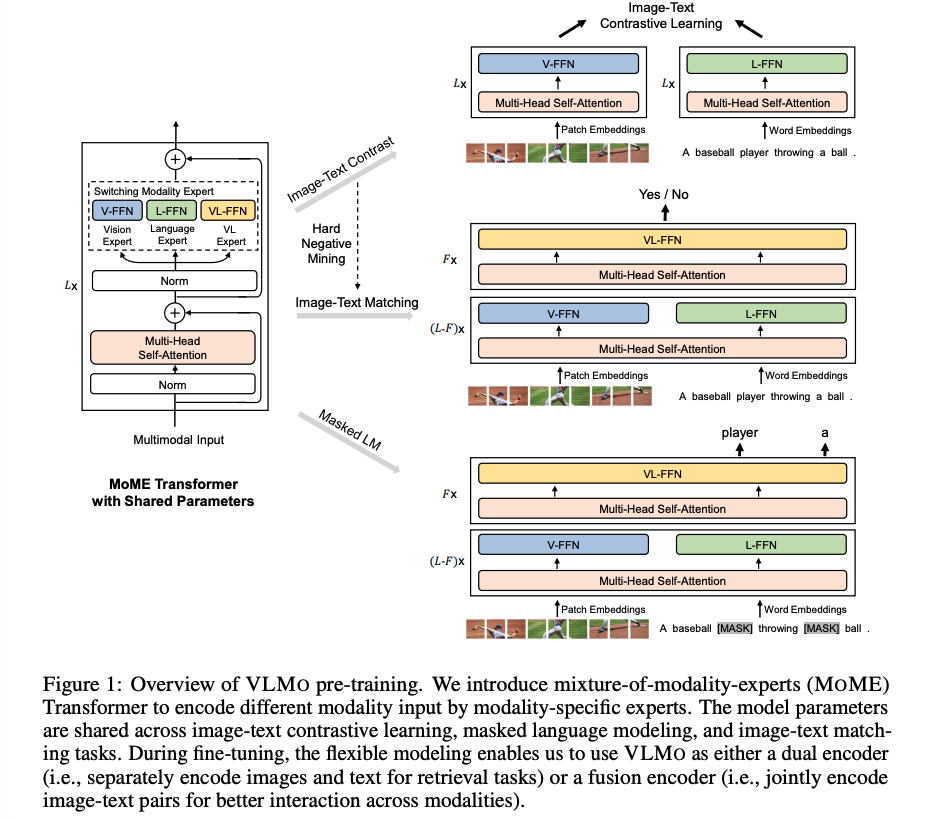 Image-Text
Contrastive Learning
V-FFN
L-FFN
Lx
Multi-Head Self-Attention
Lx
Multi-Head Self-Attention
Patch Embeddings
Word Embeddings
A baseball player throwing a ball .
Image-Text Contrast
Hard
Negative
Mining
Image-Text Matching
Masked LM
+
Switching Modality Expert
V-FFN
L-FFN
VL-FFN
Vision
Expert
Language
Expert
VL
Expert
Norm
Lx
+
Multi-Head
Self-Attention
Norm
Multimodal Input
MoME Transformer
with Shared Parameters
Yes / No
VL-FFN
Fx
Multi-Head Self-Attention
V-FFN
L-FFN
(L-F)x
Multi-Head Self-Attention
Patch Embeddings
Word Embeddings
A baseball player throwing a ball .
player
a
VL-FFN
Fx
Multi-Head Self-Attention
V-FFN
L-FFN
(L-F)x
Multi-Head Self-Attention
Patch Embeddings
Word Embeddings
A baseball [MASK] throwing [MASK] ball .
Figure 1: Overview of VLMO pre-training. We introduce mixture-of-modality-experts (MOME)
Transformer to encode different modality input by modality-specific experts. The model parameters
are shared across image-text contrastive learning, masked language modeling, and image-text match-
ing tasks. During fine-tuning, the flexible modeling enables us to use VLMO as either a dual encoder
(i.e., separately encode images and text for retrieval tasks) or a fusion encoder (i.e., jointly encode
image-text pairs for better interaction across modalities).